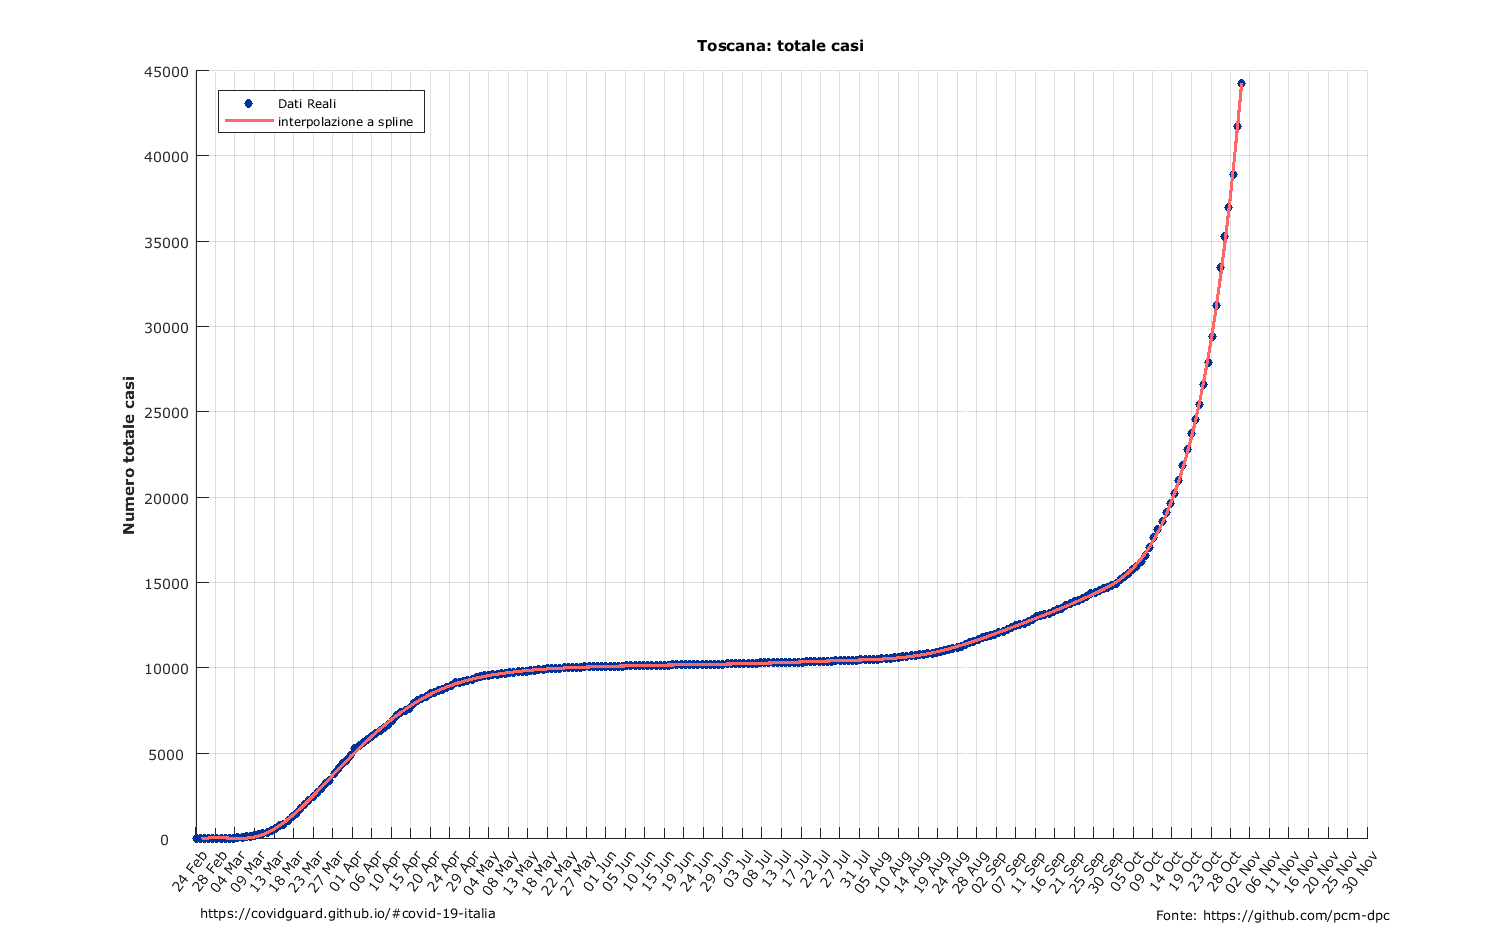 Toscana: totale casi
45000
40000
35000
30000
25000
20000
15000
10000
5000
0
Numero totale casi
Dati Reali
interpolazione a spline
24 Feb
28 Feb
04 Mar
09 Mar
13 Mar
18 Mar
23 Mar
27 Mar
01 Apr
06 Apr
10 Apr
15 Apr
20 Apr
24 Apr
29 Apr
04 May
08 May
13 May
18 May
22 May
27 May
01 Jun
05 Jun
10 Jun
15 Jun
19 Jun
24 Jun
29 Jun
03 Jul
08 Jul
13 Jul
17 Jul
22 Jul
27 Jul
31 Jul
05 Aug
10 Aug
14 Aug
19 Aug
24 Aug
28 Aug
02 Sep
07 Sep
11 Sep
16 Sep
21 Sep
25 Sep
30 Sep
05 Oct
09 Oct
14 Oct
19 Oct
23 Oct
28 Oct
02 Nov
06 Nov
11 Nov
16 Nov
20 Nov
25 Nov
30 Nov
https://covidguard.github.io/#covid-19-italia
Fonte: https://github.com/pcm-dpc